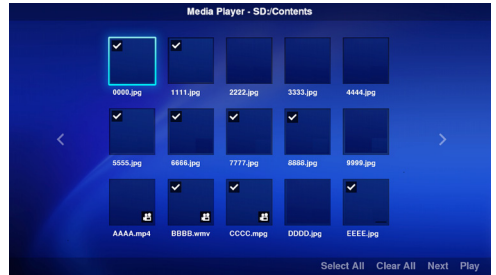 Media Player - SD:/Contents
0000.jpg 1111.jpg 2222.jpg 3333.jpg 4444.jpg
5555.jpg 6666.jpg 7777.jpg 8888.jpg 9999.jpg
AAAA.mp4 BBBB.wmv CCCC.mpg DDDD.jpg EEEE.jpg
Select All Clear All Next Play